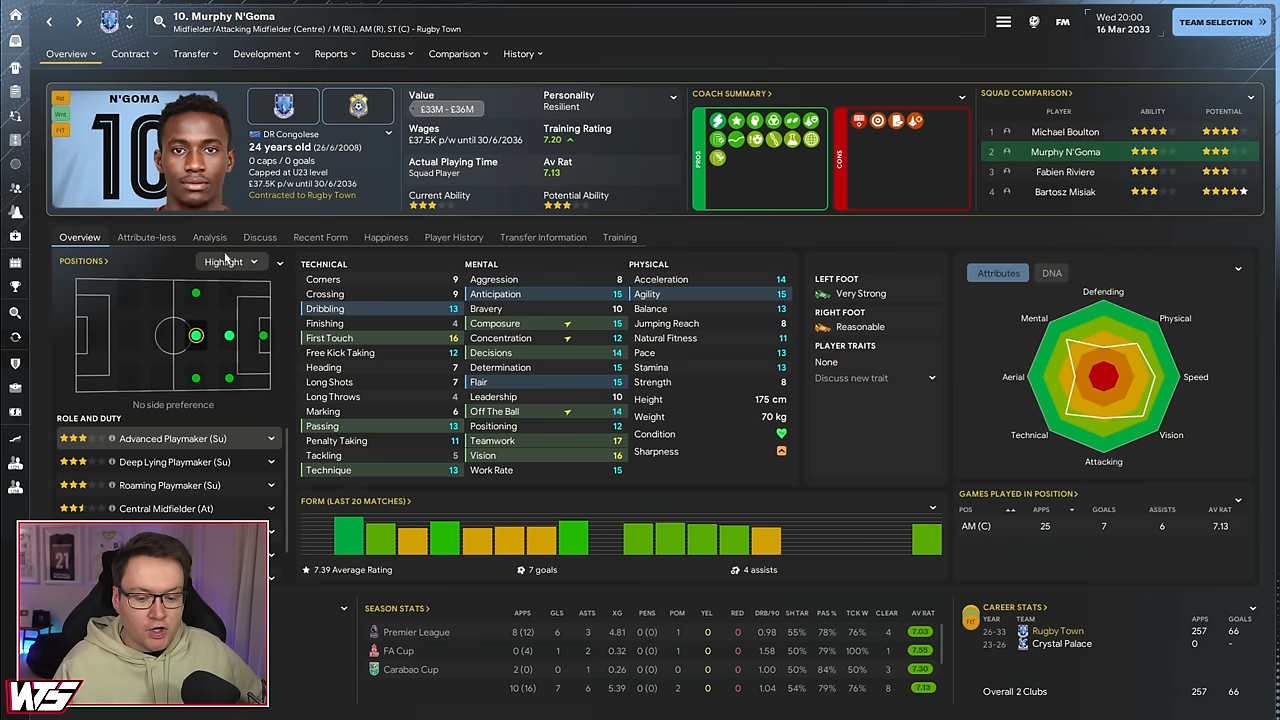 10. Murphy N'Goma
Midfielder/Attacking Midfielder (Centre) / M (RL), AM (R), ST (C) - Rugby Town
FM
Wed 20:00
16 Mar 2033
TEAM SELECTION
Overview
Contract
Transfer
Development
Reports
Discuss
Comparison
History
Rst
Wnt
FfT
N'GOMA
10
DR Congolese
24 years old (26/6/2008)
0 caps / 0 goals
Capped at U23 level
£37.5K p/w until 30/6/2036
Contracted to Rugby Town
Value
£33M - £36M
Wages
£37.5K p/w until 30/6/2036
Actual Playing Time
Squad Player
Current Ability
Personality
Resilient
Training Rating
7.20
Av Rat
7.13
Potential Ability
COACH SUMMARY >
PROS
CONS
SQUAD COMPARISON >
PLAYER ABILITY POTENTIAL
1 Michael Boulton
2 Murphy N'Goma
3 Fabien Riviere
4 Bartosz Misiak
Overview
Attribute-less
Analysis
Discuss
Recent Form
Happiness
Player History
Transfer Information
Training
POSITIONS >
Highlight
No side preference
ROLE AND DUTY
Advanced Playmaker (Su)
Deep Lying Playmaker (Su)
Roaming Playmaker (Su)
Central Midfielder (At)
TECHNICAL
Corners 9
Crossing 9
Dribbling 13
Finishing 4
First Touch 16
Free Kick Taking 12
Heading 7
Long Shots 7
Long Throws 4
Marking 6
Passing 13
Penalty Taking 11
Tackling 5
Technique 13
MENTAL
Aggression 8
Anticipation 15
Bravery 10
Composure 15
Concentration 12
Decisions 14
Determination 15
Flair 15
Leadership 10
Off The Ball 14
Positioning 12
Teamwork 17
Vision 16
Work Rate 15
PHYSICAL
Acceleration 14
Agility 15
Balance 13
Jumping Reach 8
Natural Fitness 11
Pace 13
Stamina 13
Strength 8
Height 175 cm
Weight 70 kg
Condition
Sharpness
LEFT FOOT
Very Strong
RIGHT FOOT
Reasonable
PLAYER TRAITS
None
Discuss new trait
Attributes
DNA
Defending
Physical
Speed
Vision
Attacking
Technical
Aerial
Mental
FORM (LAST 20 MATCHES) >
7.39 Average Rating
7 goals
4 assists
GAMES PLAYED IN POSITION >
POS APPS GOALS ASSISTS AV RAT
AM (C) 25 7 6 7.13
SEASON STATS >
APPS GLS ASTS XG PENS POM YEL RED DRB/90 SH TAR PAS % TCK W CLEAR AV RAT
Premier League 8 (12) 6 3 4.81 0 (0) 1 0 0 0.98 55% 78% 76% 4 7.03
FA Cup 0 (4) 1 2 0.32 0 (0) 1 0 0 1.58 50% 79% 100% 1 7.55
Carabao Cup 2 (0) 0 1 0.26 0 (0) 0 0 0 1.00 50% 84% 50% 3 7.30
10 (16) 7 6 5.39 0 (0) 2 0 0 1.04 54% 79% 76% 8 7.13
FfT
CAREER STATS >
YEAR TEAM APPS GOALS
26-33 Rugby Town 257 66
23-26 Crystal Palace 0 -
Overall 2 Clubs 257 66
21
WTS